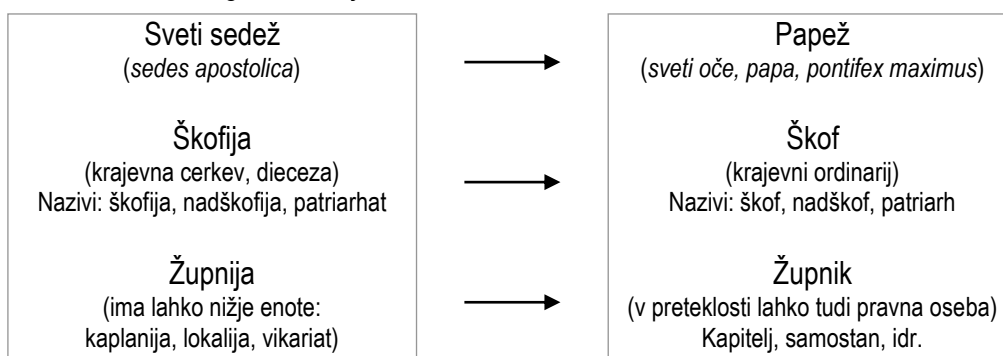 Sveti sedež
(sedes apostolica)
Papež
(sveti oče, papa, pontifex maximus)
Škofija
(krajevna cerkev, dieceza)
Nazivi: škofija, nadškofija, patriarhat
Škof
(krajevni ordinarij)
Nazivi: škof, nadškof, patriarh
Župnija
(ima lahko nižje enote:
kaplanija, lokalija, vikariat)
Župnik
(v preteklosti lahko tudi pravna oseba)
Kapitelj, samostan, idr.